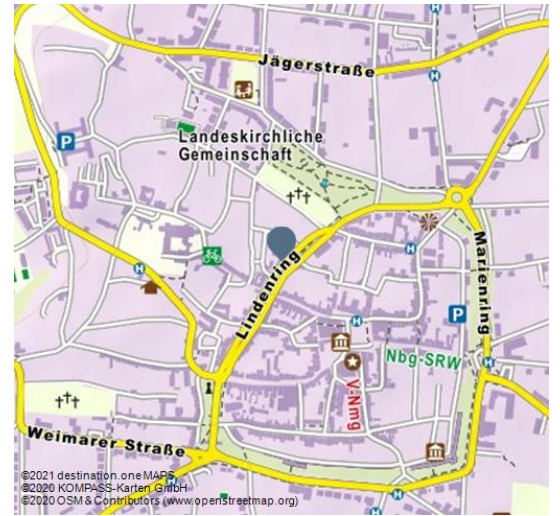 Jägerstraße
P
H
Landeskirchliche
Gemeinschaft
H
H
Lindenring
Marienring
H
P
H
Nbg-SRW
V-Nmg
H
Weimarer Straße
H
©2021 destination.one MAPS
©2020 KOMPASS-Karten GmbH
©2020 OSM & Contributors (www.openstreetmap.org)